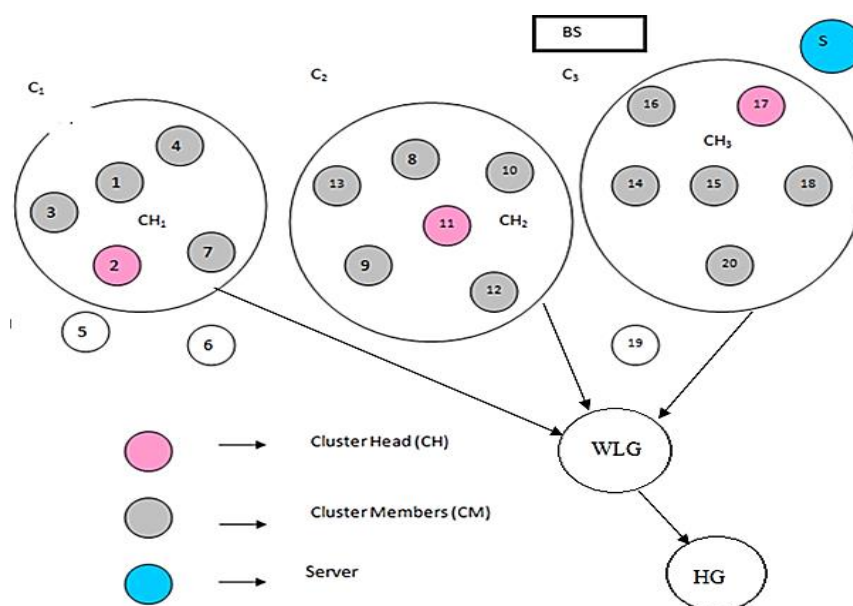 BS
S
C₁
C₂
C₃
16
17
CH₃
4
1
3
CH₁
2
7
8
10
13
11
CH₂
9
12
14
15
18
20
5
6
19
WLG
HG
Cluster Head (CH)
Cluster Members (CM)
Server